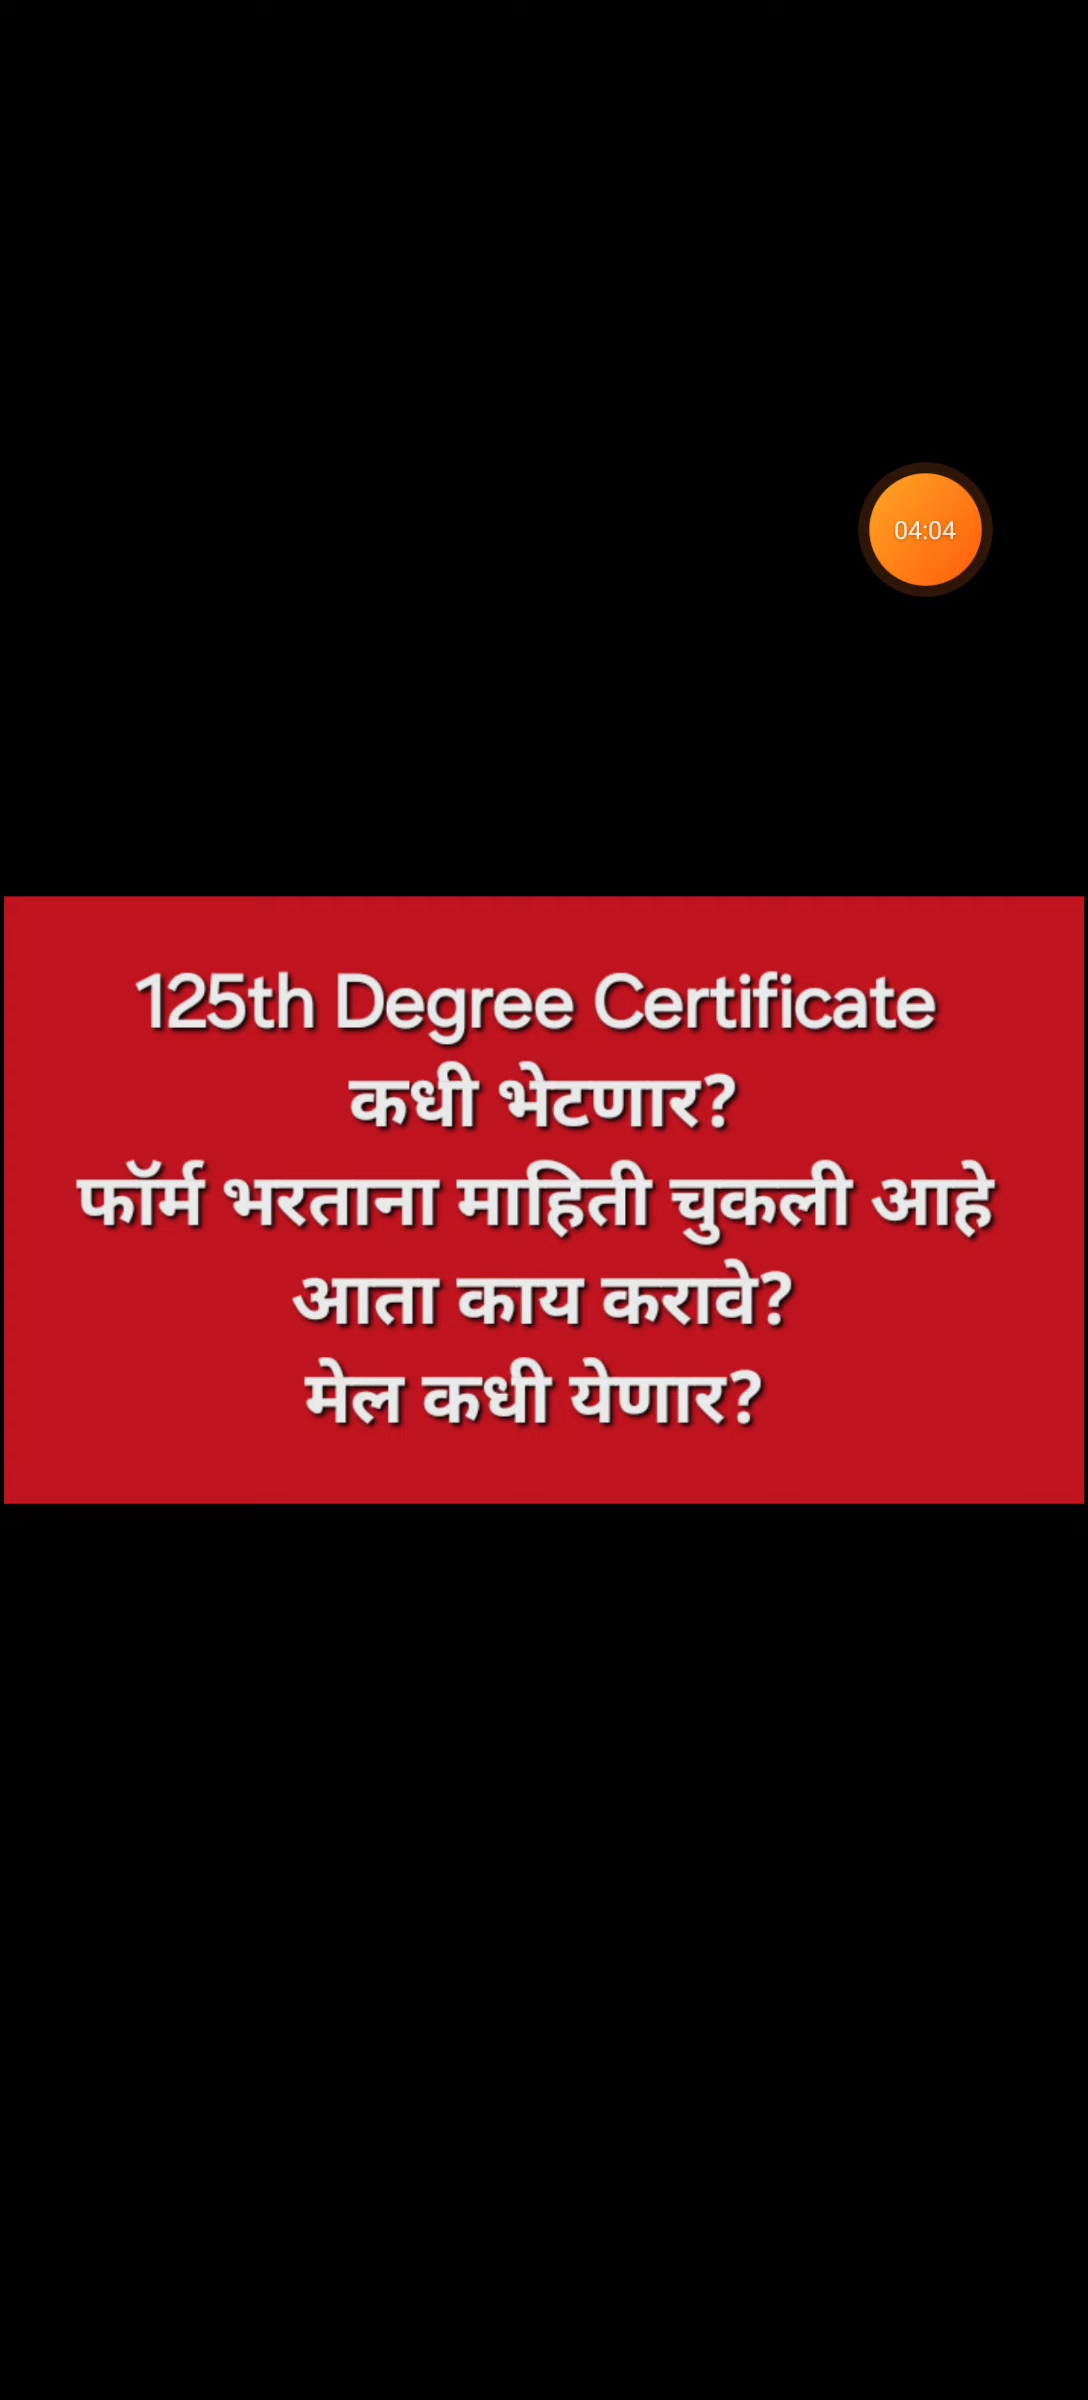 04:04
125th Degree Certificate
कधी भेटणार?
फॉर्म भरताना माहिती चुकली आहे
आता काय करावे?
मेल कधी येणार?